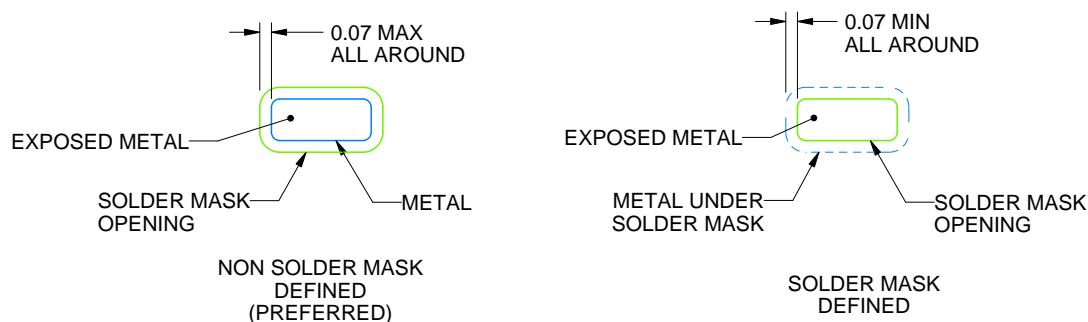 0.07 MAX
ALL AROUND
EXPOSED METAL
SOLDER MASK
OPENING
METAL
NON SOLDER MASK
DEFINED
(PREFERRED)
0.07 MIN
ALL AROUND
EXPOSED METAL
METAL UNDER
SOLDER MASK
SOLDER MASK
OPENING
SOLDER MASK
DEFINED